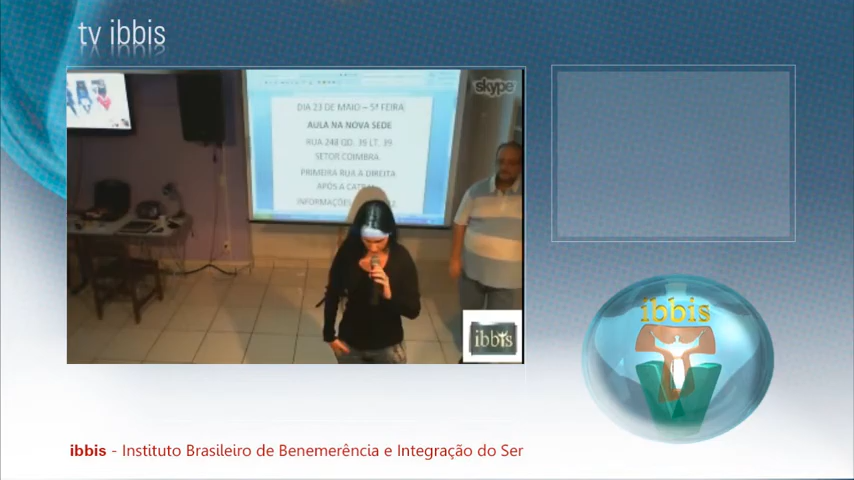 tv ibbis
skype
DIA 23 DE MAIO – 5ª FEIRA
AULA NA NOVA SEDE
RUA 248 QD. 39 LT. 39
SETOR COIMBRA
PRIMEIRA RUA A DIREITA
APÓS A
INFORMAÇÕES
ibbis
ibbis
ibbis - Instituto Brasileiro de Benemerência e Integração do Ser